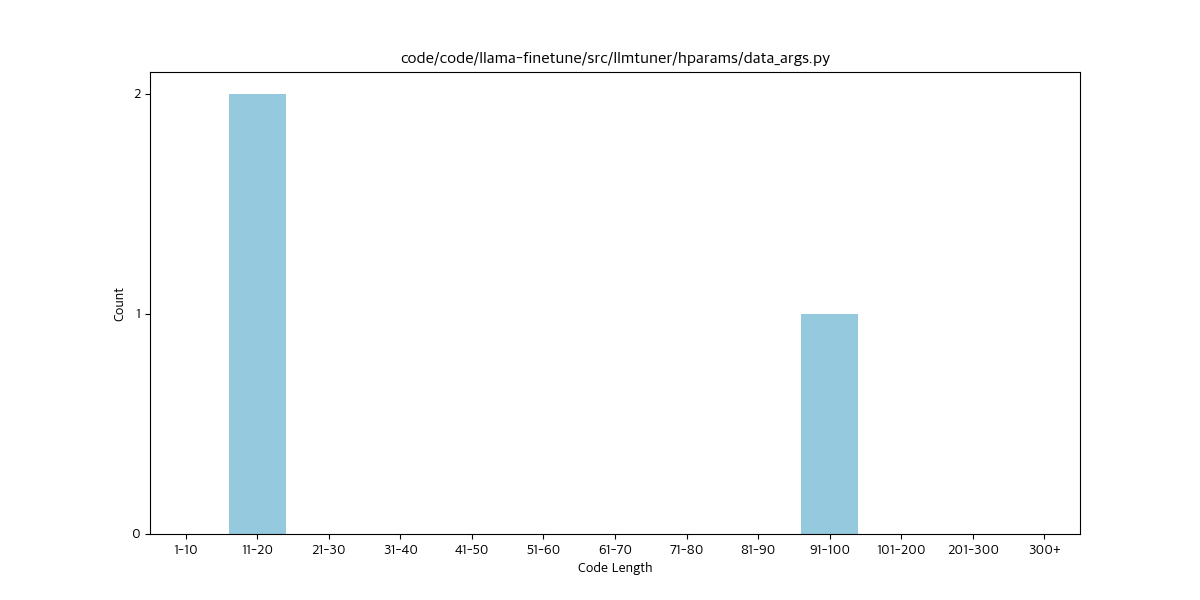 code/code/llama-finetune/src/llmtuner/hparams/data_args.py
2
1
0
Count
1-10 11-20 21-30 31-40 41-50 51-60 61-70 71-80 81-90 91-100 101-200 201-300 300+
Code Length